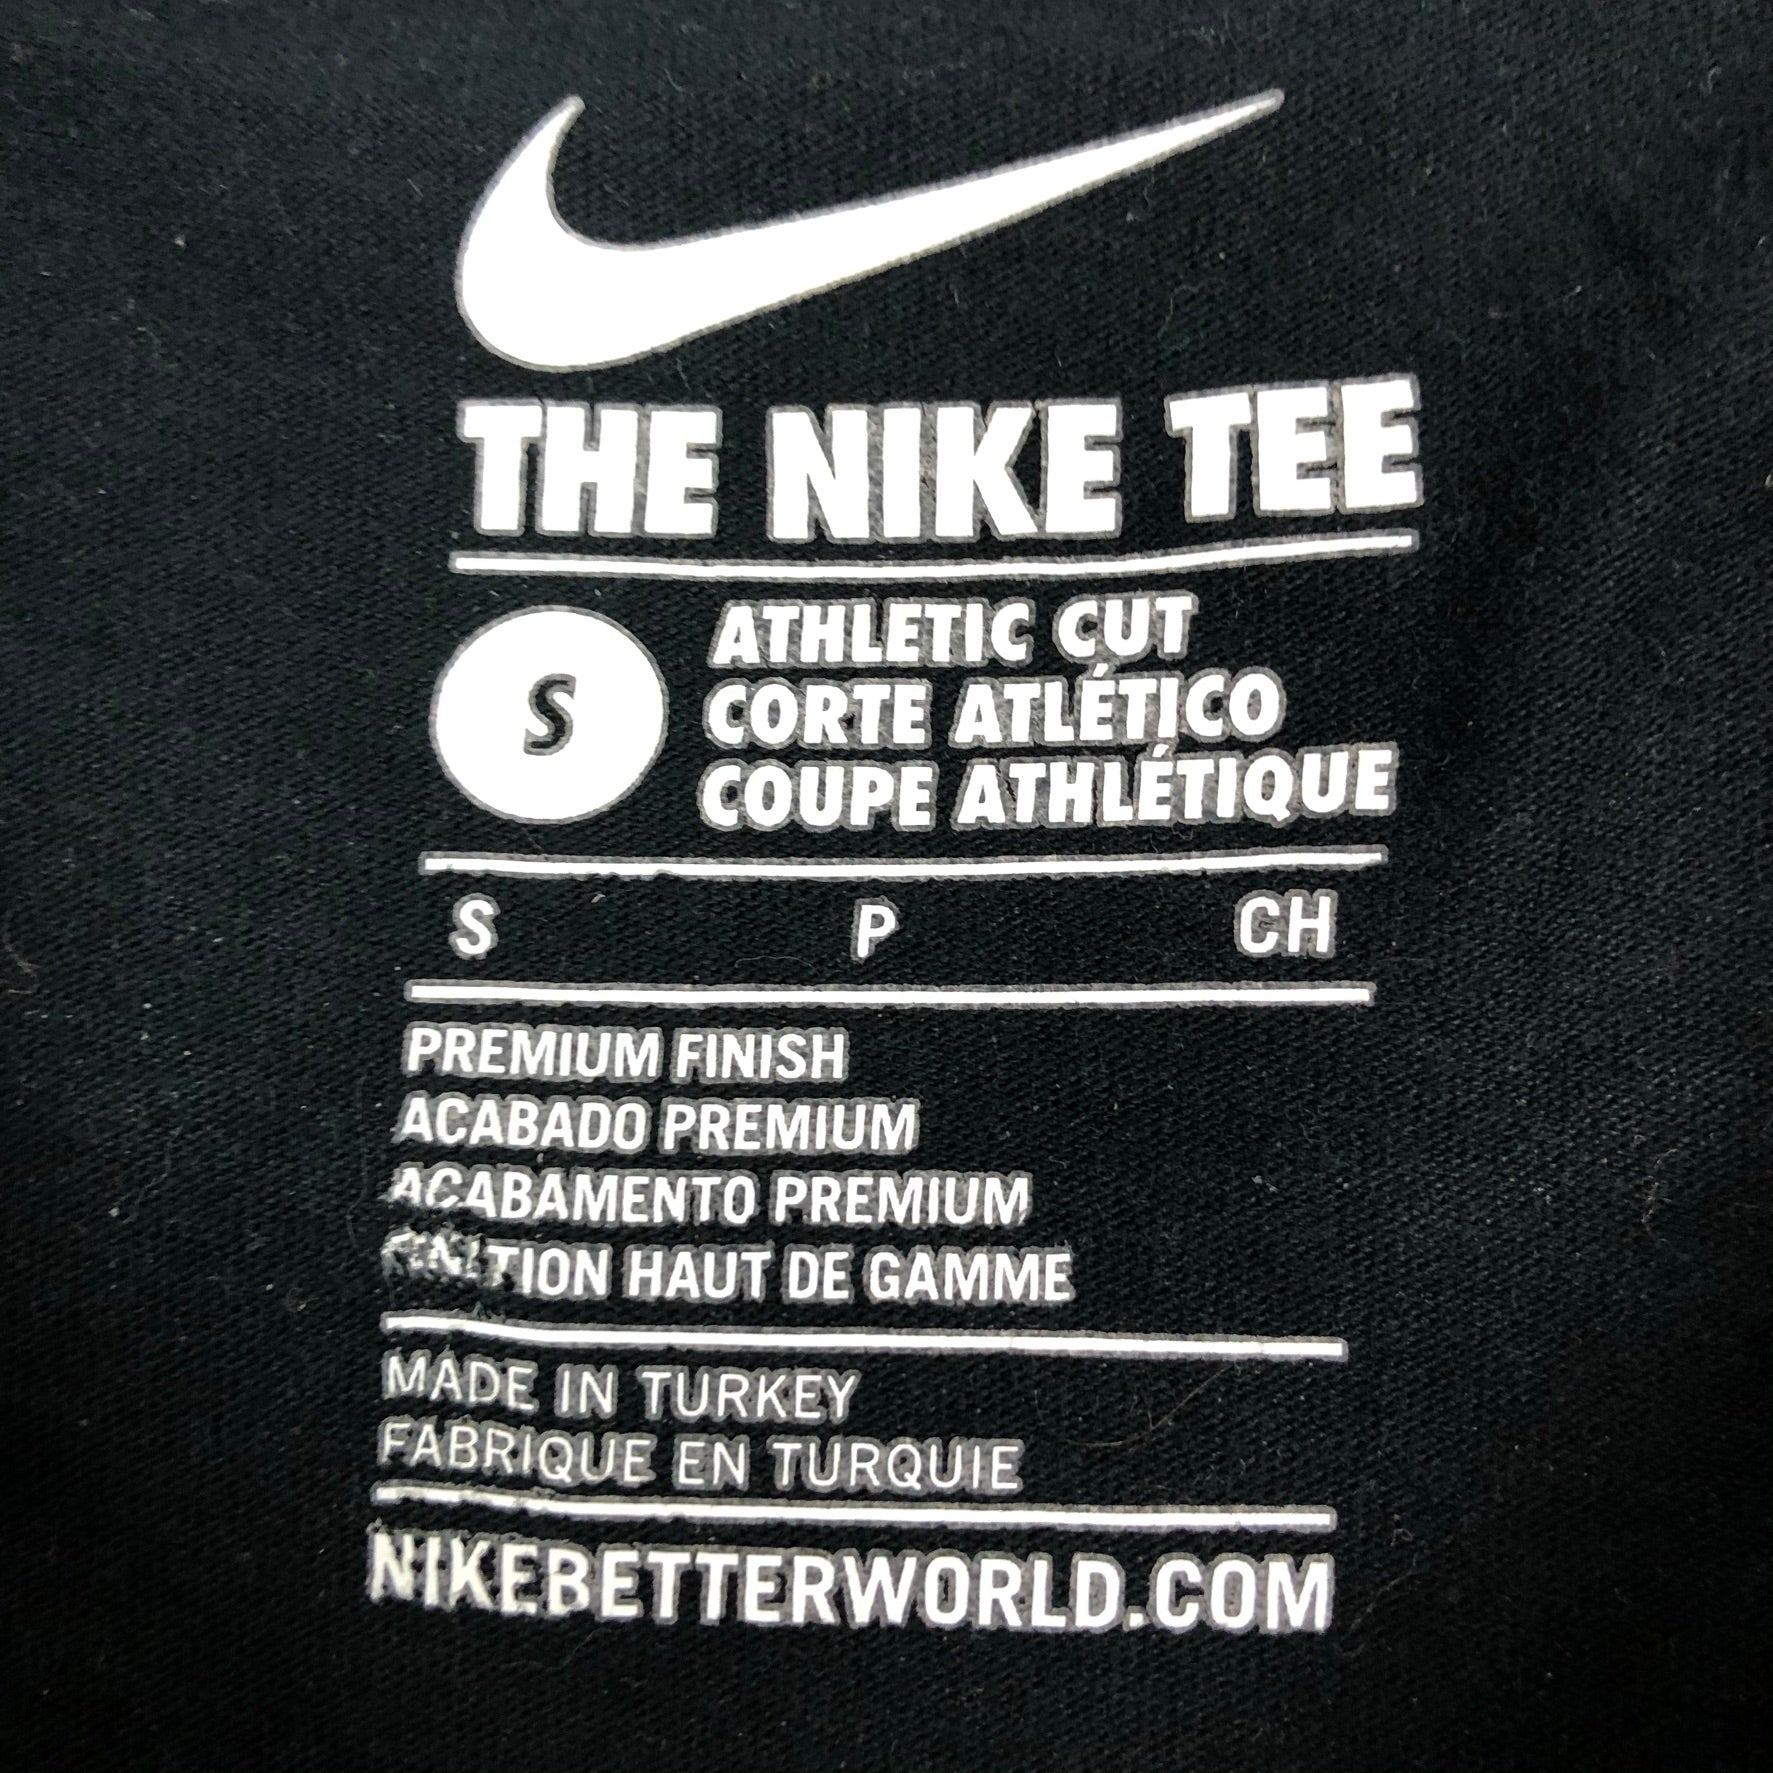 THE NIKE TEE
S
ATHLETIC CUT
CORTE ATLÉTICO
COUPE ATHLÉTIQUE
S P CH
PREMIUM FINISH
ACABADO PREMIUM
ACABAMENTO PREMIUM
FINITION HAUT DE GAMME
MADE IN TURKEY
FABRIQUE EN TURQUIE
NIKEBETTERWORLD.COM